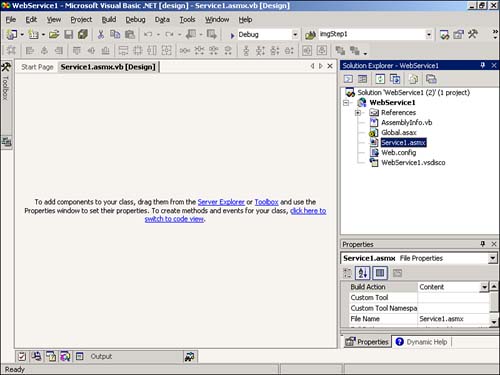 WebService1 - Microsoft Visual Basic .NET [design] - Service1.asmx.vb [Design]
File Edit View Project Build Debug Data Tools Window Help
Debug imgStep1
Start Page Service1.asmx.vb [Design]
Toolbox
To add components to your class, drag them from the Server Explorer or Toolbox and use the
Properties window to set their properties. To create methods and events for your class, click here to
switch to code view.
Solution Explorer - WebService1
Solution 'WebService1 (2)' (1 project)
WebService1
References
AssemblyInfo.vb
Global.asax
Service1.asmx
Web.config
WebService1.vsdisco
Properties
Service1.asmx File Properties
Build Action Content
Custom Tool
Custom Tool Namespa
File Name Service1.asmx
Properties Dynamic Help
Output
Ready